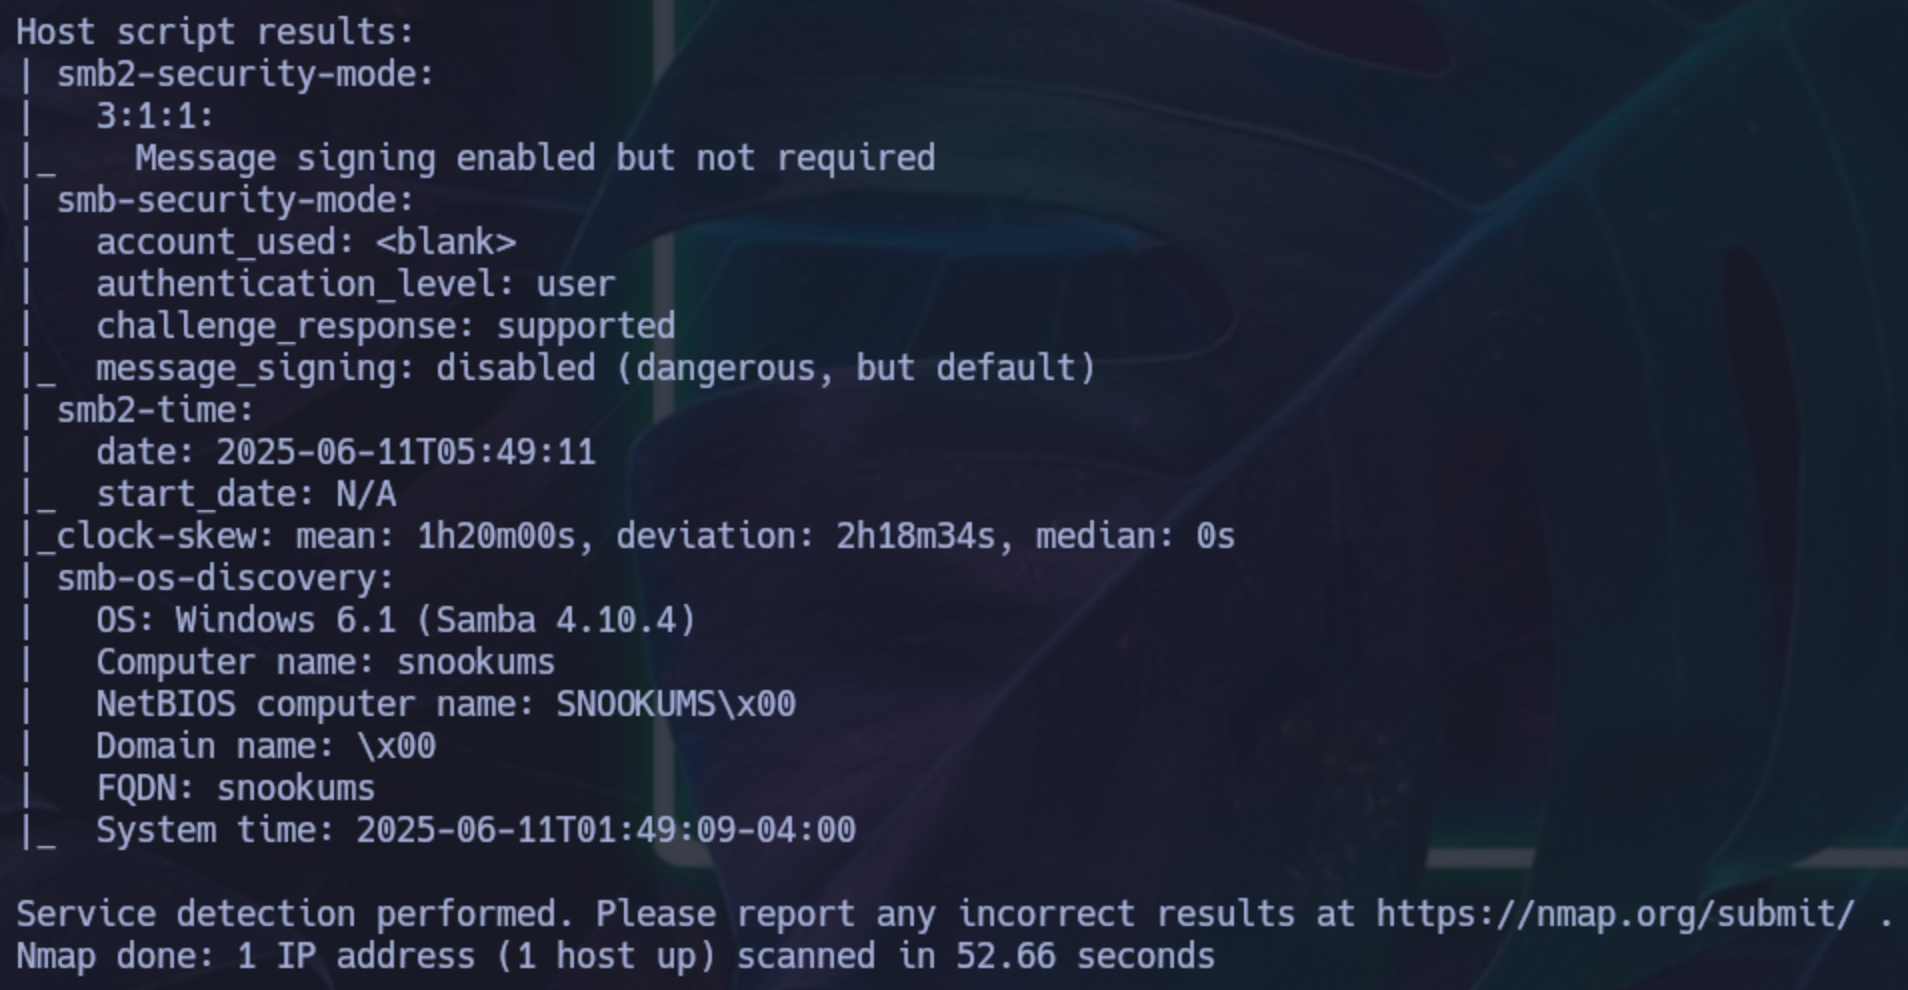 Host script results:
| smb2-security-mode:
|   3:1:1:
|_    Message signing enabled but not required
| smb-security-mode:
|   account_used: <blank>
|   authentication_level: user
|   challenge_response: supported
|_  message_signing: disabled (dangerous, but default)
| smb2-time:
|   date: 2025-06-11T05:49:11
|_  start_date: N/A
|_clock-skew: mean: 1h20m00s, deviation: 2h18m34s, median: 0s
| smb-os-discovery:
|   OS: Windows 6.1 (Samba 4.10.4)
|   Computer name: snookums
|   NetBIOS computer name: SNOOKUMS\x00
|   Domain name: \x00
|   FQDN: snookums
|_  System time: 2025-06-11T01:49:09-04:00

Service detection performed. Please report any incorrect results at https://nmap.org/submit/ .
Nmap done: 1 IP address (1 host up) scanned in 52.66 seconds